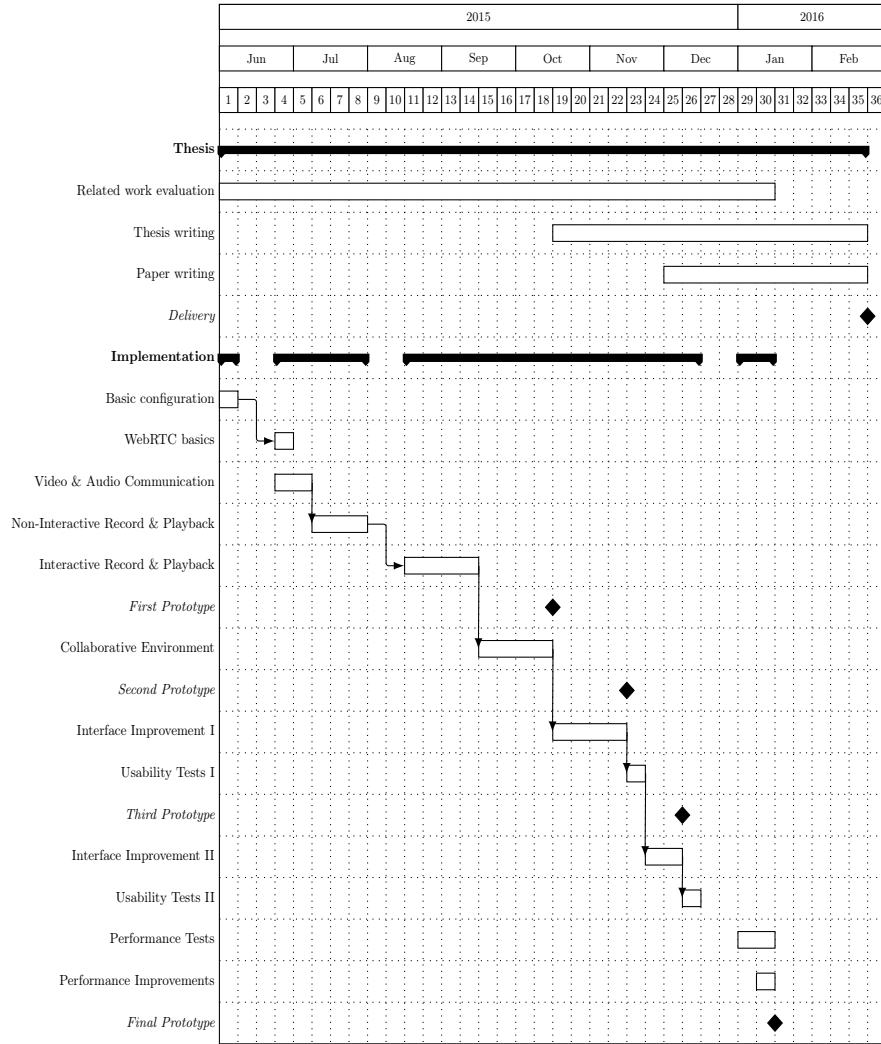 2015 2016
Jun Jul Aug Sep Oct Nov Dec Jan Feb
1 2 3 4 5 6 7 8 9 10 11 12 13 14 15 16 17 18 19 20 21 22 23 24 25 26 27 28 29 30 31 32 33 34 35 36
Thesis
Related work evaluation
Thesis writing
Paper writing
Delivery
Implementation
Basic configuration
WebRTC basics
Video & Audio Communication
Non-Interactive Record & Playback
Interactive Record & Playback
First Prototype
Collaborative Environment
Second Prototype
Interface Improvement I
Usability Tests I
Third Prototype
Interface Improvement II
Usability Tests II
Performance Tests
Performance Improvements
Final Prototype